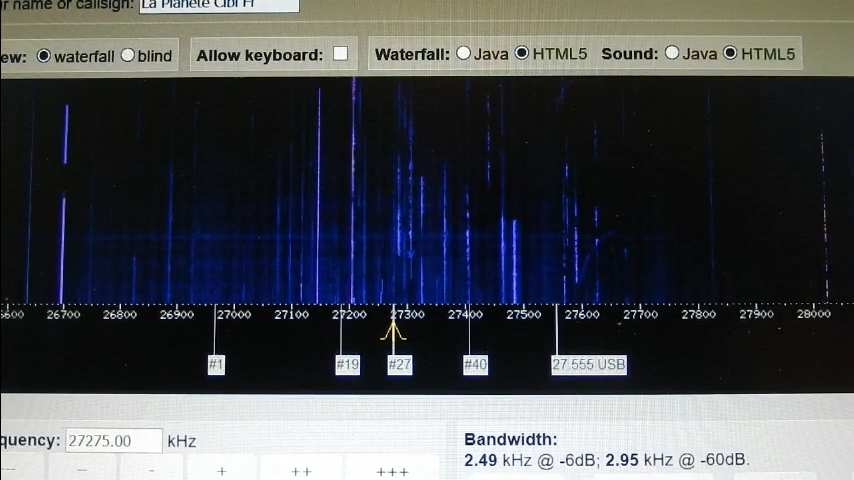 r name or callsign: La Planete Cibi Fr
ew: waterfall blind Allow keyboard: Waterfall: Java HTML5 Sound: Java HTML5
6600 26700 26800 26900 27000 27100 27200 27300 27400 27500 27600 27700 27800 27900 28000
#1 #19 #27 #40 27.555 USB
quency: 27275.00 kHz
Bandwidth:
2.49 kHz @ -6dB; 2.95 kHz @ -60dB.
-- -- - + ++ +++